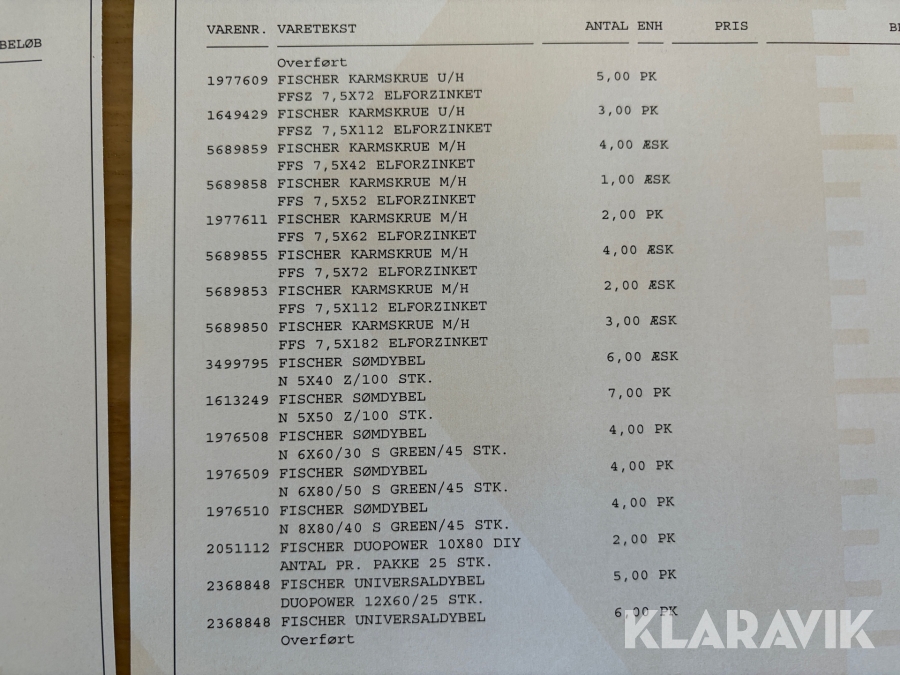 BELØB
VARENR. VARETEKST ANTAL ENH PRIS
Overført
1977609 FISCHER KARMSKRUE U/H 5,00 PK
FFSZ 7,5X72 ELFORZINKET
1649429 FISCHER KARMSKRUE U/H 3,00 PK
FFSZ 7,5X112 ELFORZINKET
5689859 FISCHER KARMSKRUE M/H 4,00 ÆSK
FFS 7,5X42 ELFORZINKET
5689858 FISCHER KARMSKRUE M/H 1,00 ÆSK
FFS 7,5X52 ELFORZINKET
1977611 FISCHER KARMSKRUE M/H 2,00 PK
FFS 7,5X62 ELFORZINKET
5689855 FISCHER KARMSKRUE M/H 4,00 ÆSK
FFS 7,5X72 ELFORZINKET
5689853 FISCHER KARMSKRUE M/H 2,00 ÆSK
FFS 7,5X112 ELFORZINKET
5689850 FISCHER KARMSKRUE M/H 3,00 ÆSK
FFS 7,5X182 ELFORZINKET
3499795 FISCHER SØMDYBEL 6,00 ÆSK
N 5X40 Z/100 STK.
1613249 FISCHER SØMDYBEL 7,00 PK
N 5X50 Z/100 STK.
1976508 FISCHER SØMDYBEL 4,00 PK
N 6X60/30 S GREEN/45 STK.
1976509 FISCHER SØMDYBEL 4,00 PK
N 6X80/50 S GREEN/45 STK.
1976510 FISCHER SØMDYBEL 4,00 PK
N 8X80/40 S GREEN/45 STK.
2051112 FISCHER DUOPOWER 10X80 DIY 2,00 PK
ANTAL PR. PAKKE 25 STK.
2368848 FISCHER UNIVERSALDYBEL 5,00 PK
DUOPOWER 12X60/25 STK.
2368848 FISCHER UNIVERSALDYBEL 6,00 PK
Overført
KLARAVIK